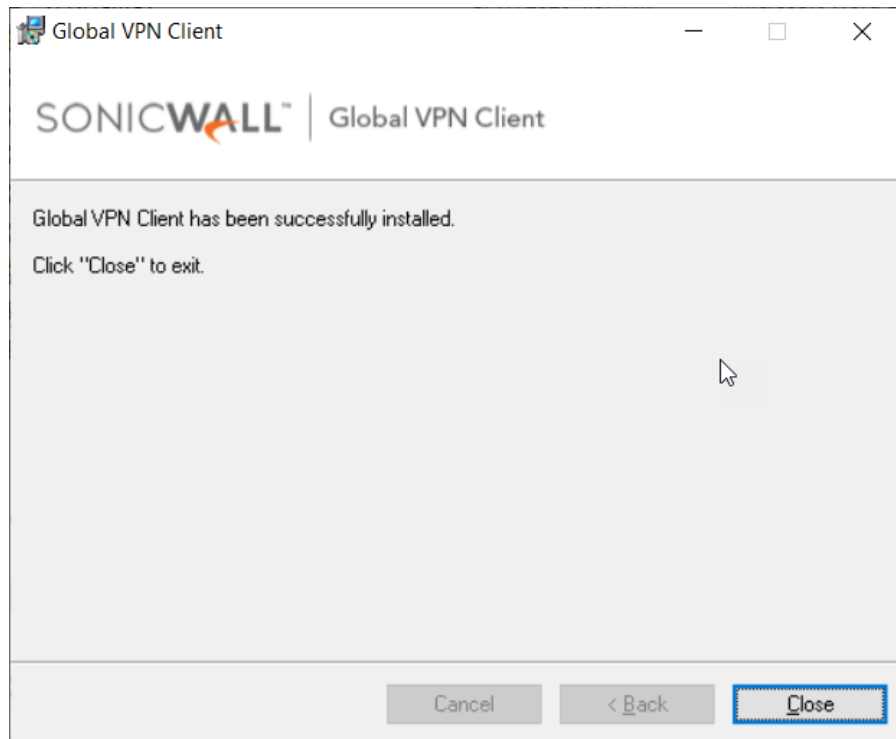 Global VPN Client
SONICWALL™ | Global VPN Client
Global VPN Client has been successfully installed.
Click "Close" to exit.
Cancel < Back Close